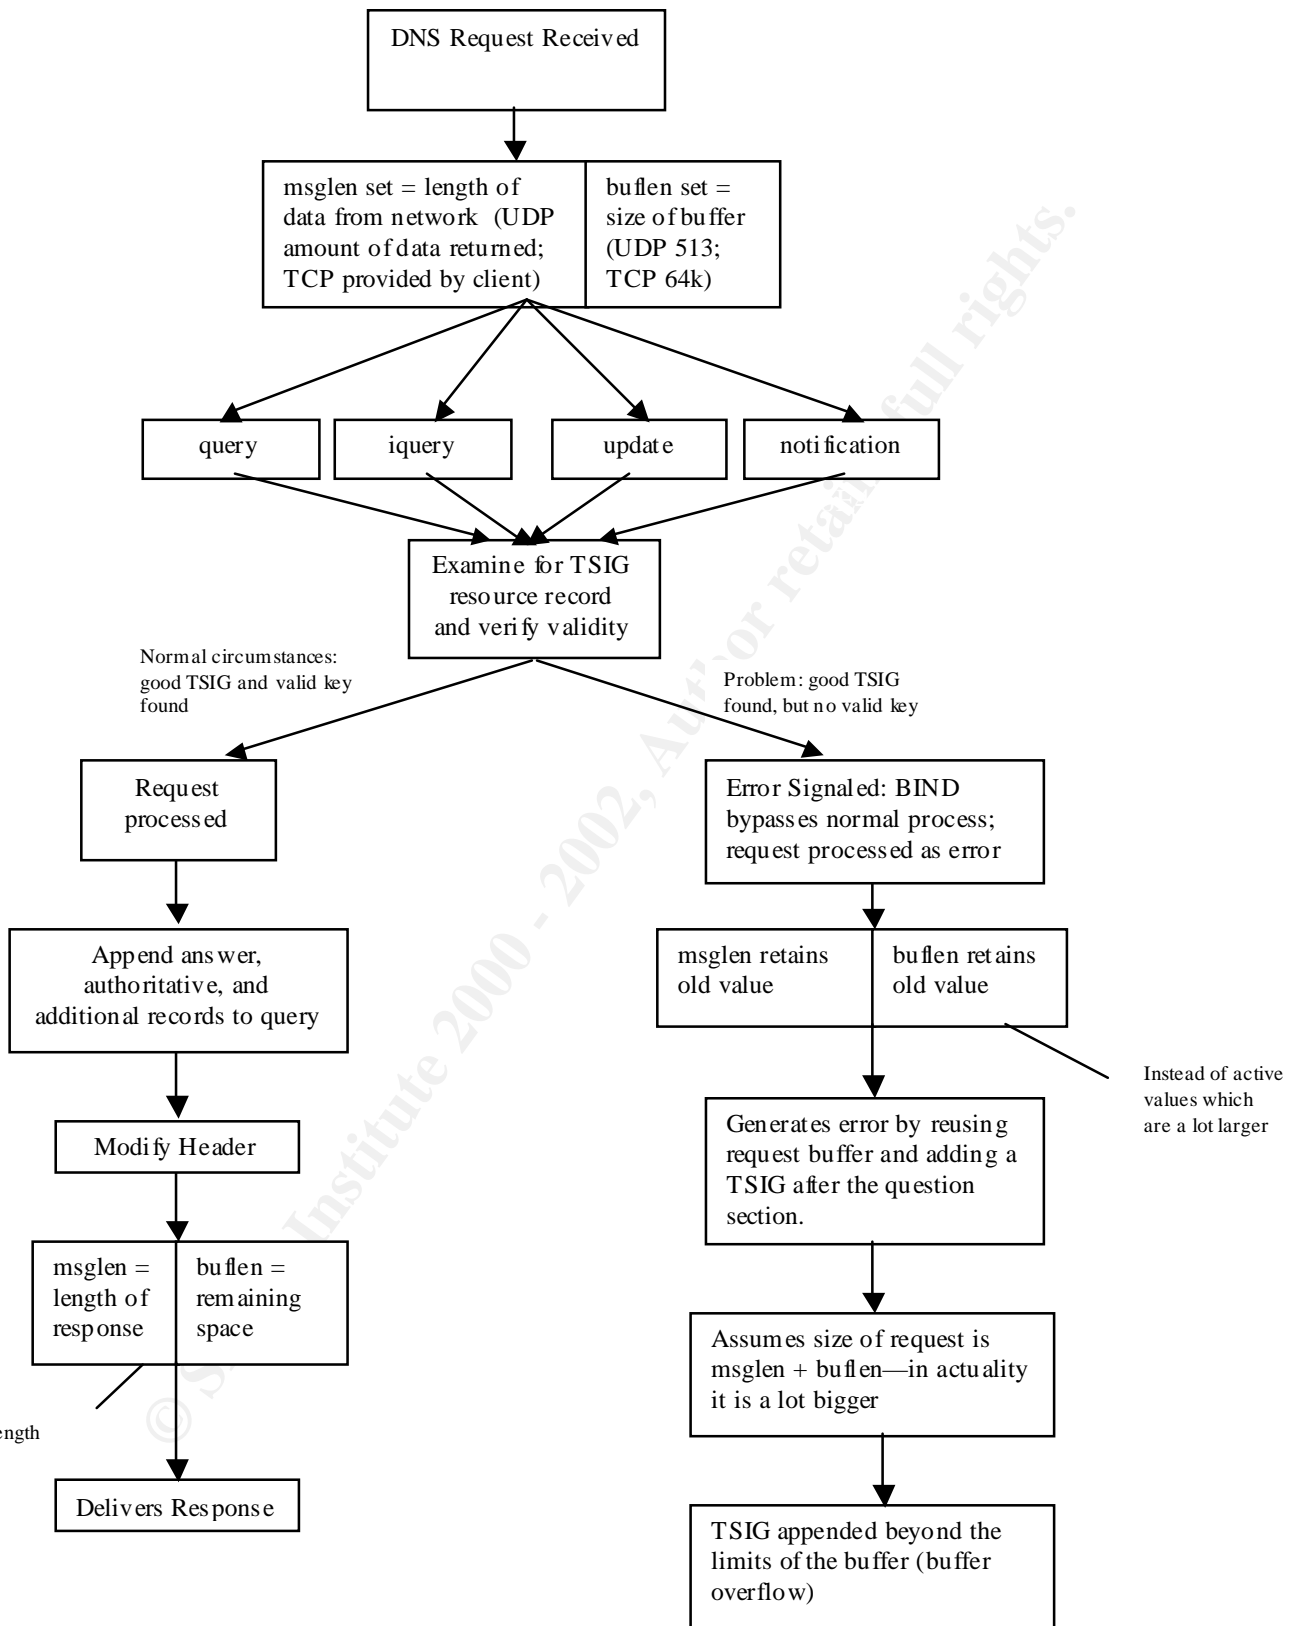 DNS Request Received
msglen set = length of
data from network (UDP
amount of data returned;
TCP provided by client)
buflen set =
size of buffer
(UDP 513;
TCP 64k)
query
iquery
update
notification
Examine for TSIG
resource record
and verify validity
Normal circumstances:
good TSIG and valid key
found
Problem: good TSIG
found, but no valid key
Request
processed
Error Signaled: BIND
bypasses normal process;
request processed as error
Append answer,
authoritative, and
additional records to query
msglen retains
old value
buflen retains
old value
Instead of active
values which
are a lot larger
Modify Header
Generates error by reusing
request buffer and adding a
TSIG after the question
section.
msglen =
length of
response
buflen =
remaining
space
Assumes size of request is
msglen + buflen—in actuality
it is a lot bigger
Delivers Response
TSIG appended beyond the
limits of the buffer (buffer
overflow)
© Institute 2000 - 2002, Author full rights.